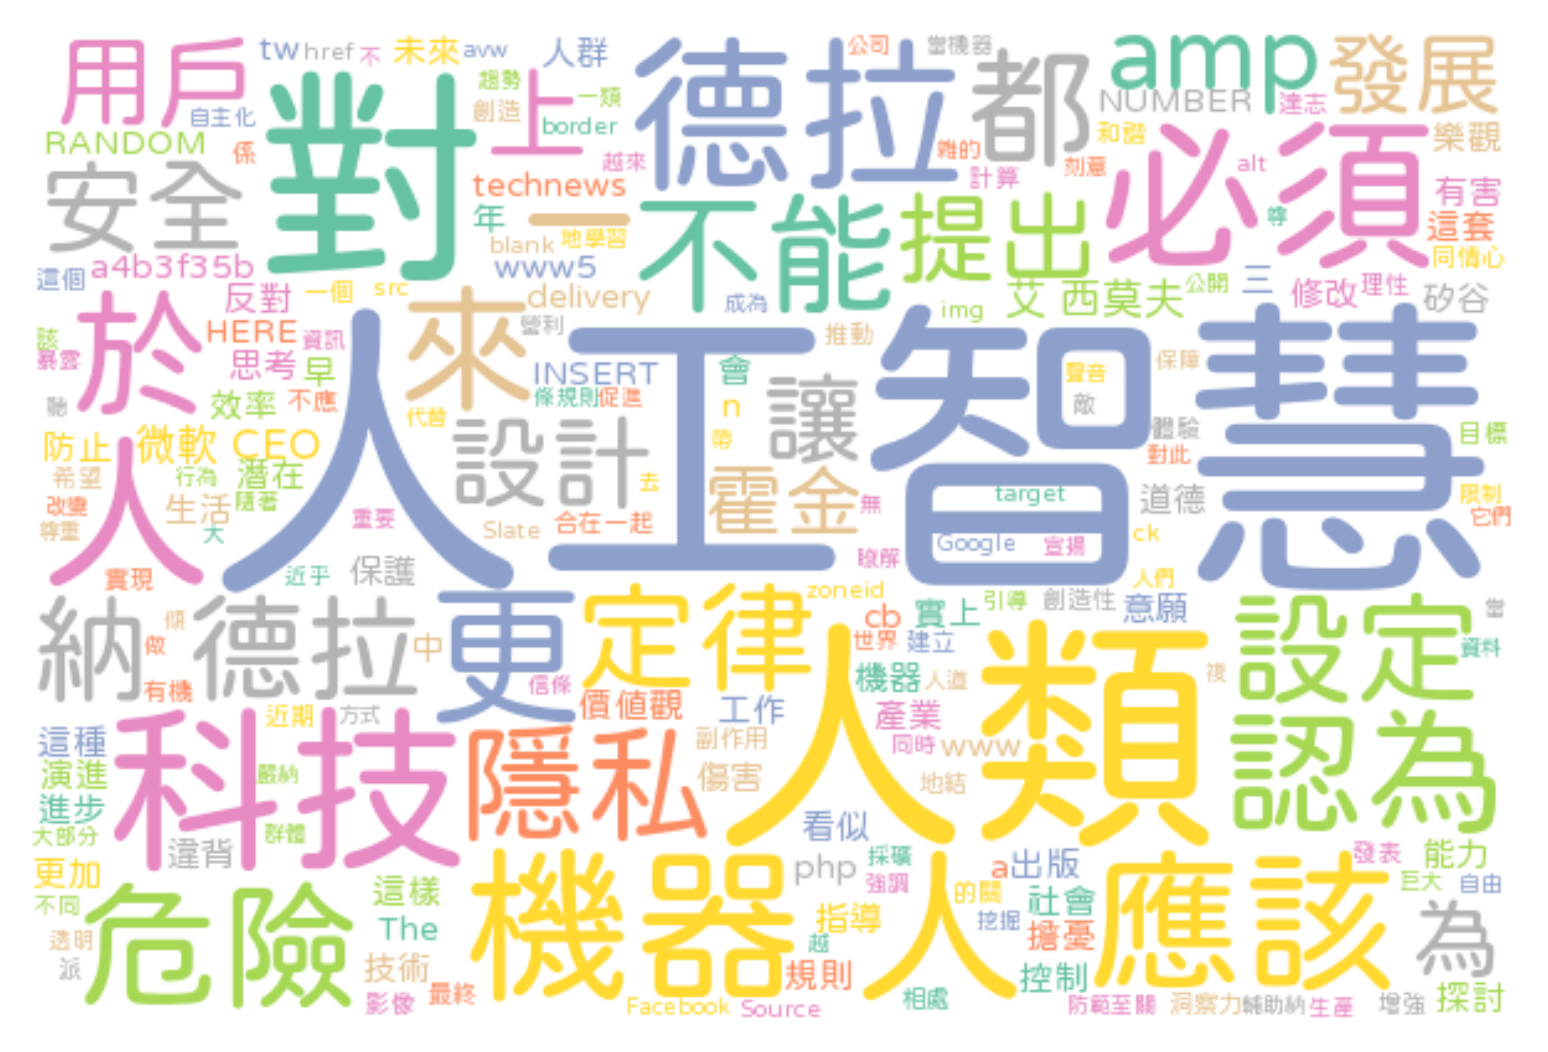 用戶
tw
href
不
未來
avw
人群
公司
當機器
amp
發展
自主化
對
趨勢
創造
上
一類
border
德拉
都
NUMBER
達志
RANDOM
係
越來
雜的
計算
和諧
刻意
必須
alt
樂觀
安全
technews
年
一
不能
提出
尊
有害
這套
blank
地學習
同情心
這個
a4b3f35b
www5
反對
一個
src
來
delivery
成為
img
艾西莫夫
公開
三
修改
理性
矽谷
該
暴露
於
HERE
資訊
思考
早
營利
推動
INSERT
會
人工智慧
聲音
保障
聽
效率
不應
代替
條規則
促進
n
讓
敵
體驗
防止
微軟
CEO
設計
帶
對此
目標
希望
人
行為
潛在
去
霍金
target
道德
限制
改變
隨著
生活
重要
Slate
合在一起
無
它們
尊重
大
Google
宣揚
ck
實現
近乎
保護
瞭解
人們
納
德拉
傾
更
定律
zoneid
cb
實上
引導
創造性
意願
設定
當
做
中
世界
建立
資料
有機
信條
機器
人道
人類
複
近期
方式
價值觀
工作
產業
這種
科技
隱私
副作用
同時
www
認為
演進
嚴納
傷害
地結
進步
大部分
群體
看似
違背
更加
機器人
php
採礦
a
出版
應該
發表
能力
這樣
強調
的關
社會
巨大
自由
不同
危險
The
指導
挖掘
為
透明
越
擔憂
派
技術
規則
控制
影像
最終
Facebook
Source
相處
防範至關
洞察力
輔助納
生產
增強
探討